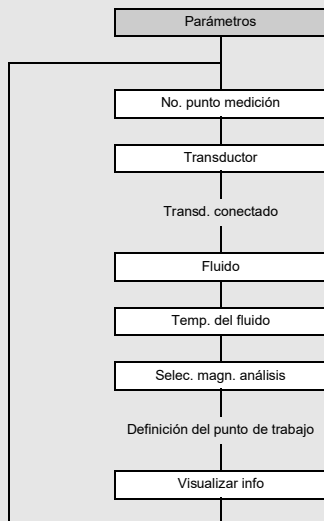 Parámetros
No. punto medición
Transductor
Transd. conectado
Fluido
Temp. del fluido
Selec. magn. análisis
Definición del punto de trabajo
Visualizar info